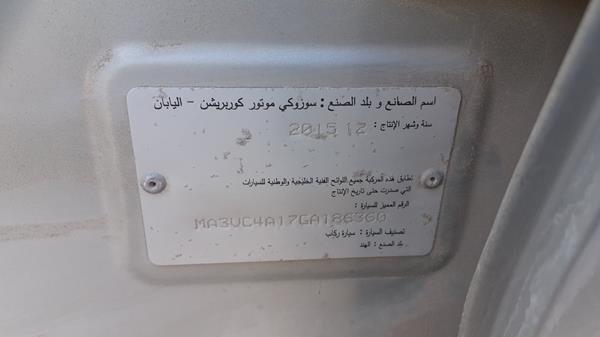 اسم الصانع و بلد الصنع : سوزوكي موتور كوربريشن - اليابان
سنة وشهر الإنتاج : 2015 12
تطابق هذه المركبة جميع اللوائح الفنية الخليجية والوطنية للسيارات
التي صدرت حتى تاريخ الإنتاج
الرقم المميز للسيارة :
MA3VC4A17GA186360
تصنيف السيارة : سيارة ركاب
بلد الصنع : الهند